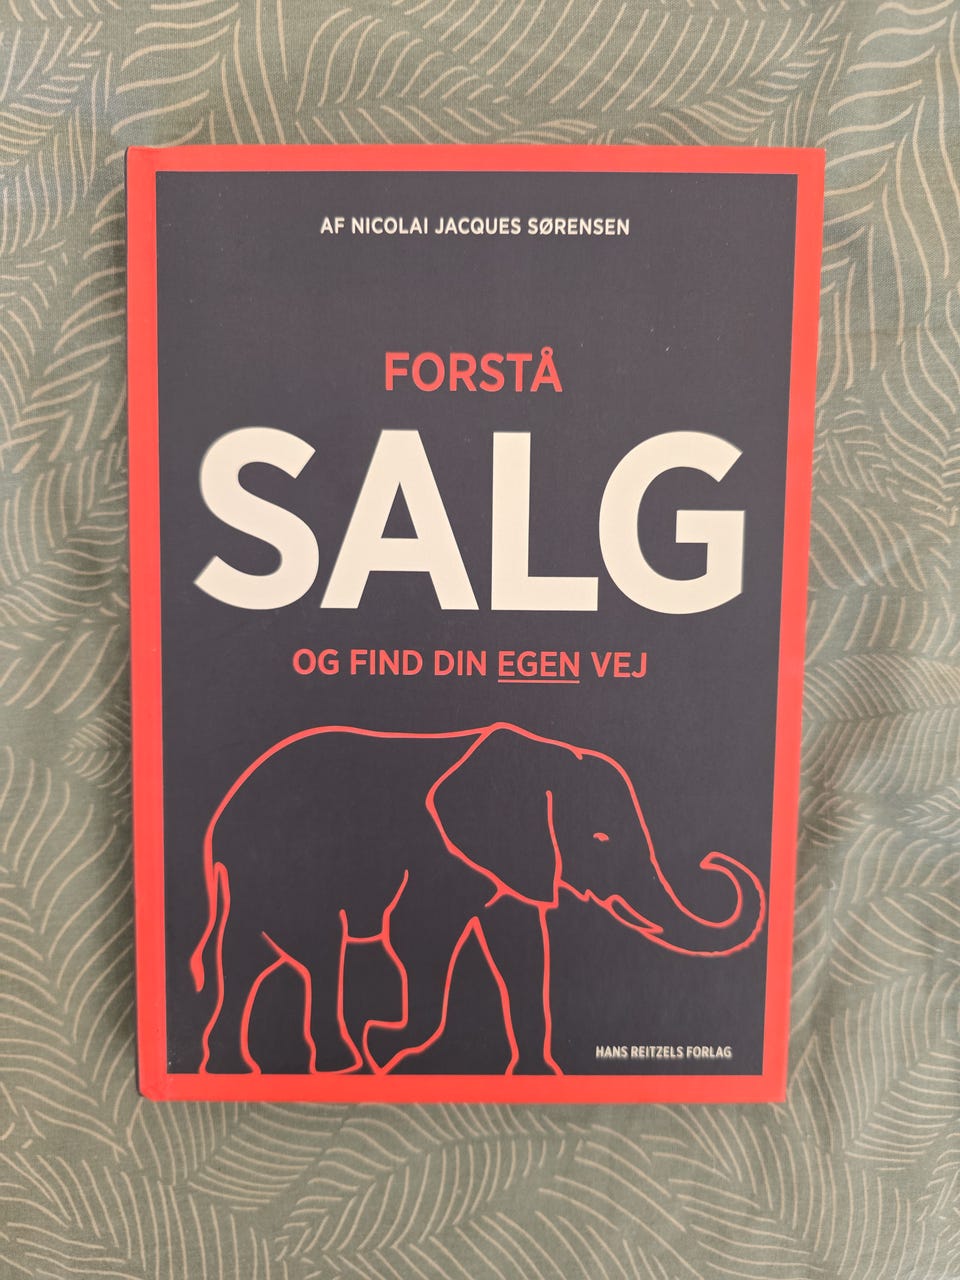 AF NICOLAI JACQUES SØRENSEN
FORSTÅ
SALG
OG FIND DIN EGEN VEJ
HANS REITZELS FORLAG